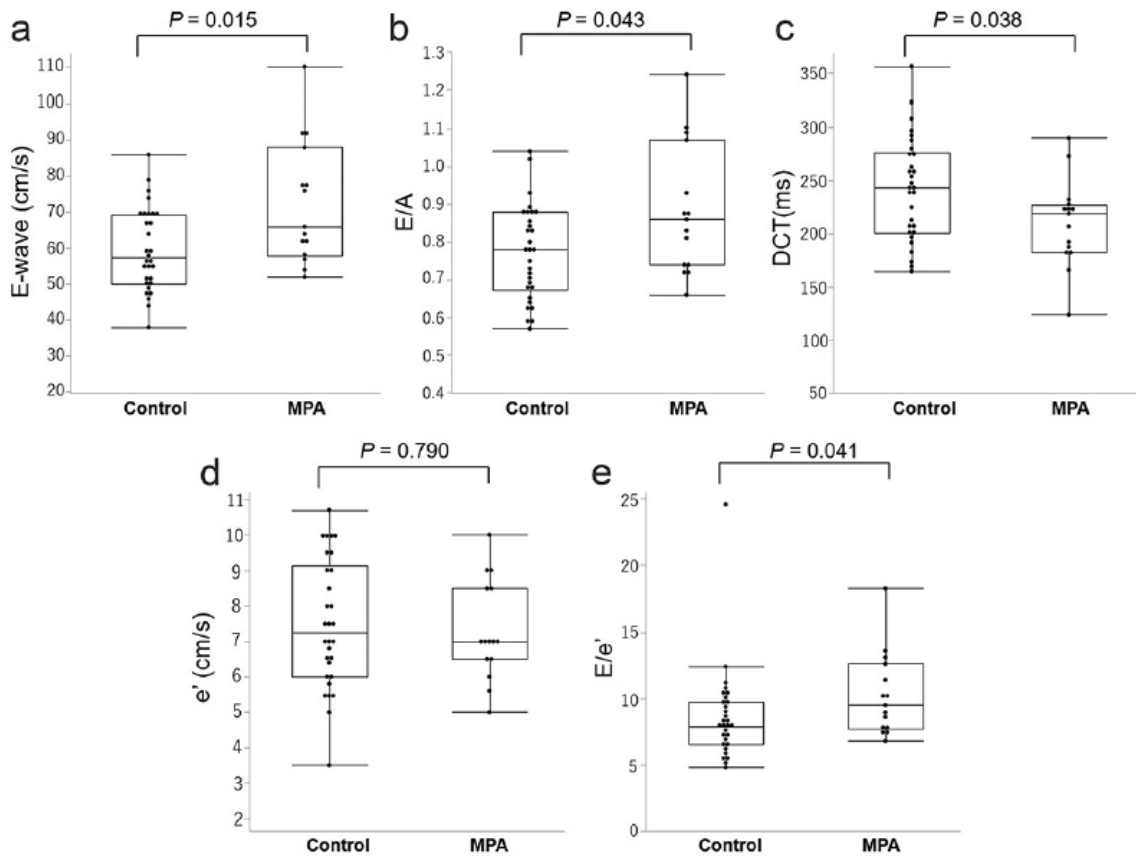 a
P = 0.015
E-wave (cm/s)
110
100
90
80
70
60
50
40
30
20
Control
MPA
b
P = 0.043
E/A
1.3
1.2
1.1
1.0
0.9
0.8
0.7
0.6
0.5
0.4
Control
MPA
c
P = 0.038
DCT(ms)
350
300
250
200
150
100
50
Control
MPA
d
P = 0.790
e' (cm/s)
11
10
9
8
7
6
5
4
3
2
Control
MPA
e
P = 0.041
E/e'
25
20
15
10
5
0
Control
MPA